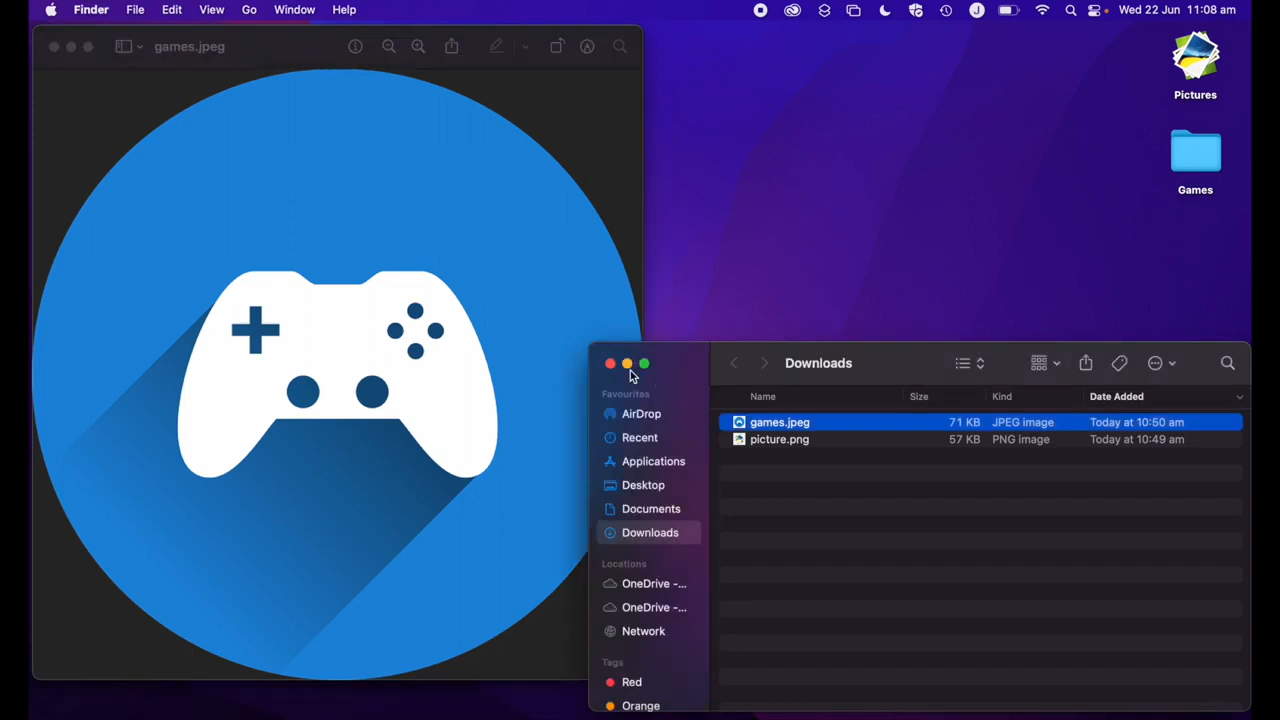 Finder File Edit View Go Window Help J Wed 22 Jun 11:08 am
games.jpeg
Pictures
Games
Downloads
Favourites
AirDrop
Recent
Applications
Desktop
Documents
Downloads
Locations
OneDrive -...
OneDrive -...
Network
Tags
Red
Orange
Name Size Kind Date Added
games.jpeg 71 KB JPEG image Today at 10:50 am
picture.png 57 KB PNG image Today at 10:49 am